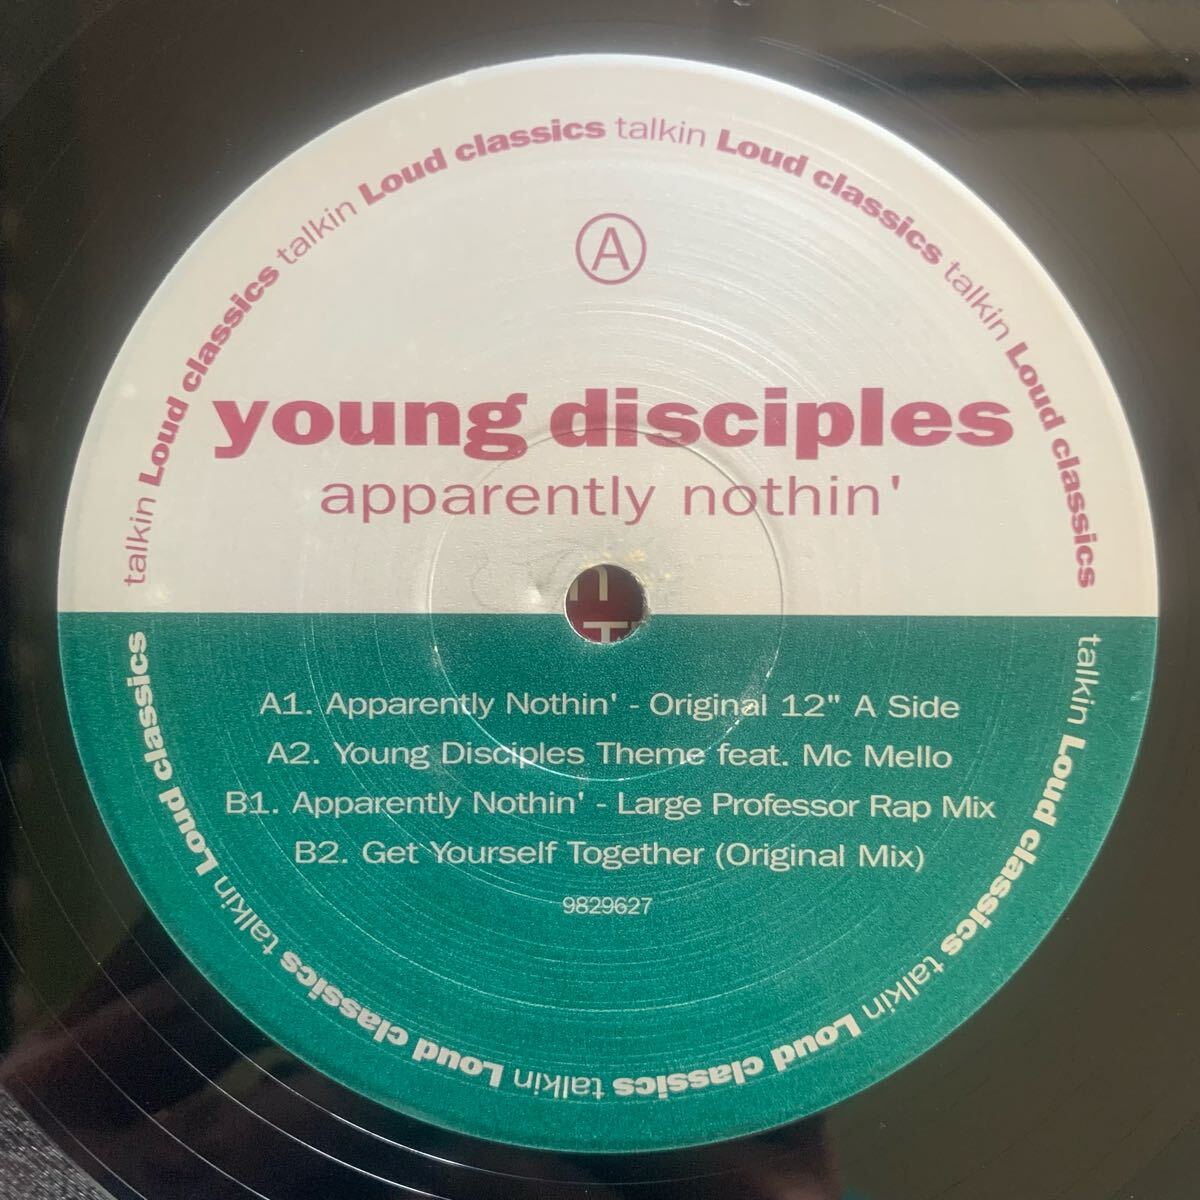 talkin Loud classics talkin Loud classics talkin Loud classics talkin Loud classics
A
young disciples
apparently nothin'
A1. Apparently Nothin' - Original 12" A Side
A2. Young Disciples Theme feat. Mc Mello
B1. Apparently Nothin' - Large Professor Rap Mix
B2. Get Yourself Together (Original Mix)
9829627
talkin Loud classics talkin Loud classics talkin Loud classics talkin Loud classics